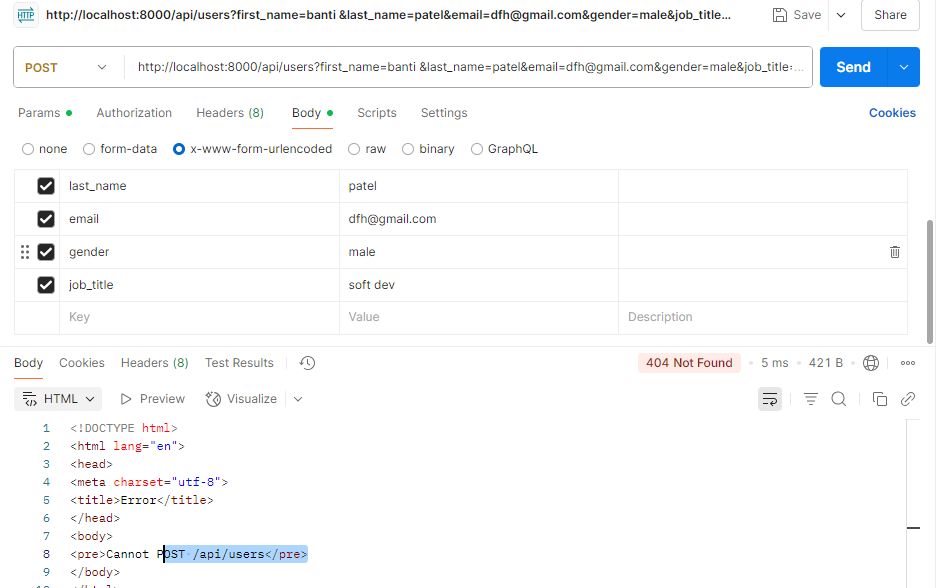 HTTP http://localhost:8000/api/users?first_name=banti &last_name=patel&email=dfh@gmail.com&gender=male&job_title... Save Share
POST http://localhost:8000/api/users?first_name=banti &last_name=patel&email=dfh@gmail.com&gender=male&job_title=... Send
Params Authorization Headers (8) Body Scripts Settings Cookies
none form-data x-www-form-urlencoded raw binary GraphQL
last_name patel
email dfh@gmail.com
gender male
job_title soft dev
Key Value Description
Body Cookies Headers (8) Test Results 404 Not Found 5 ms 421 B
HTML Preview Visualize
1 <!DOCTYPE html>
2 <html lang="en">
3 <head>
4 <meta charset="utf-8">
5 <title>Error</title>
6 </head>
7 <body>
8 <pre>Cannot POST /api/users</pre>
9 </body>